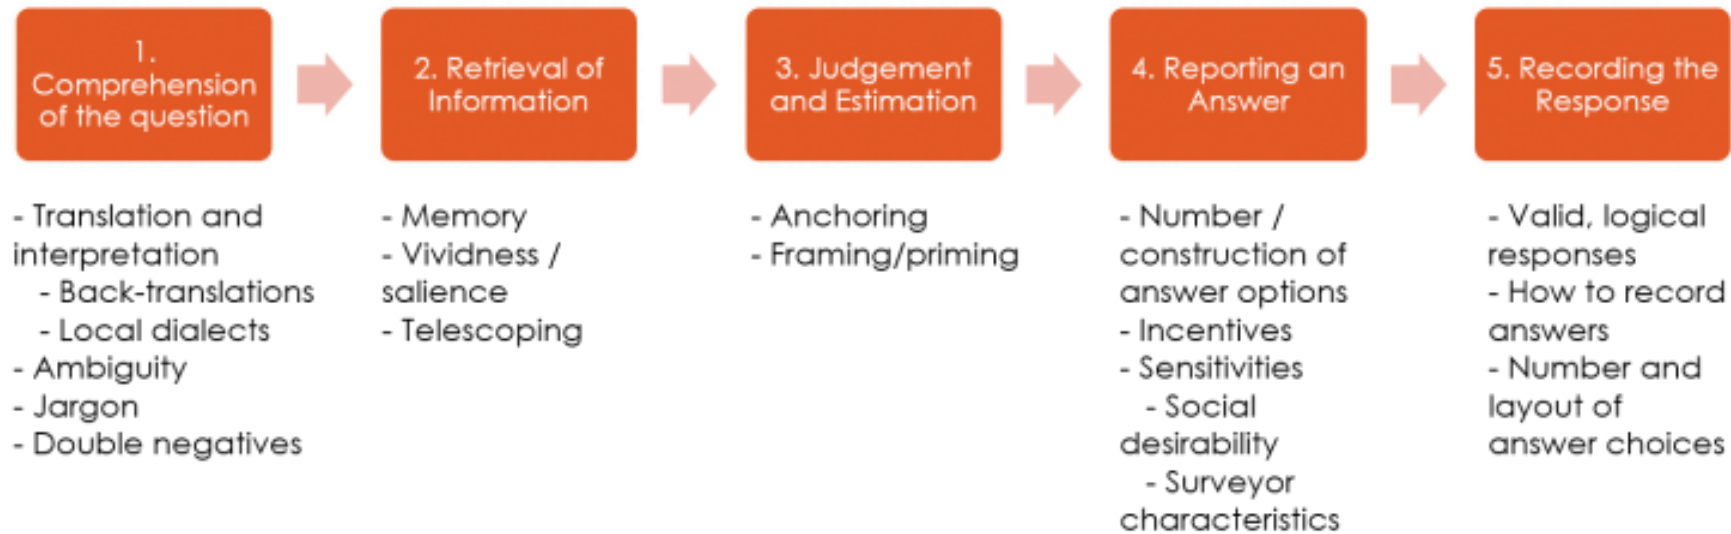 1.
Comprehension
of the question
2. Retrieval of
Information
3. Judgement
and Estimation
4. Reporting an
Answer
5. Recording the
Response
- Translation and
interpretation
- Back-translations
- Local dialects
- Ambiguity
- Jargon
- Double negatives
- Memory
- Vividness /
salience
- Telescoping
- Anchoring
- Framing/priming
- Number /
construction of
answer options
- Incentives
- Sensitivities
- Social
desirability
- Surveyor
characteristics
- Valid, logical
responses
- How to record
answers
- Number and
layout of
answer choices